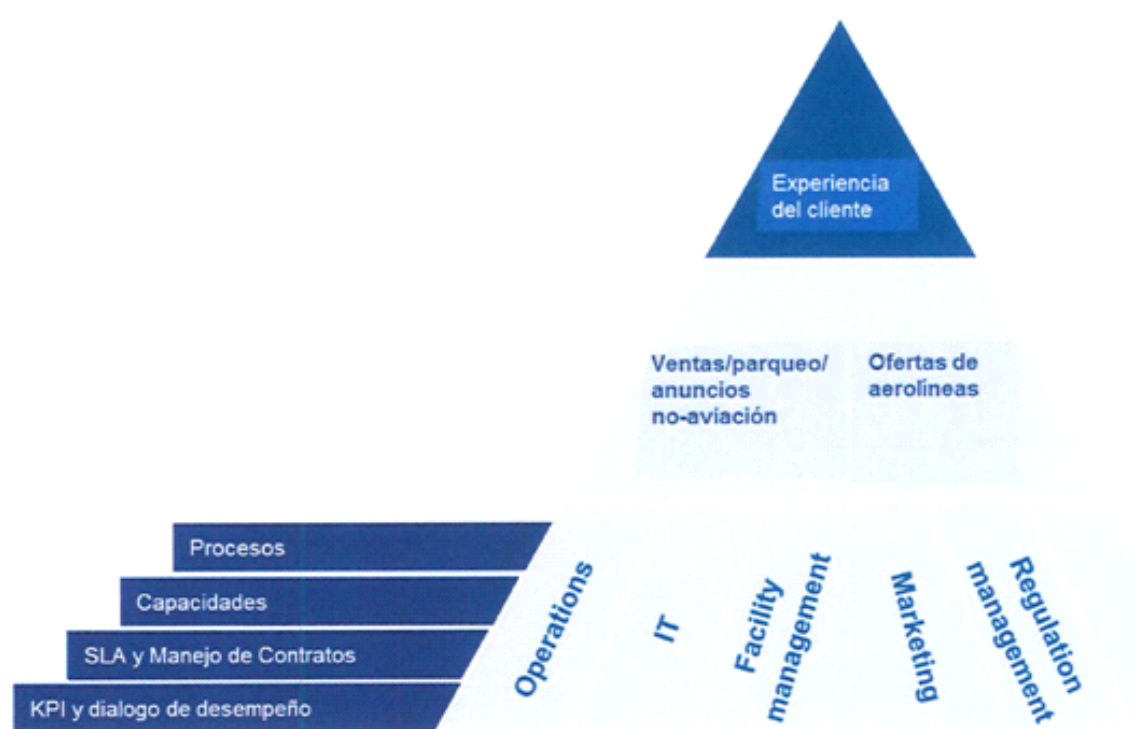 Experiencia
del cliente
Ventas/parqueo/
anuncios
no-aviación
Ofertas de
aerolíneas
Procesos
Capacidades
SLA y Manejo de Contratos
KPI y dialogo de desempeño
Operations
IT
Facility
management
Marketing
Regulation
management